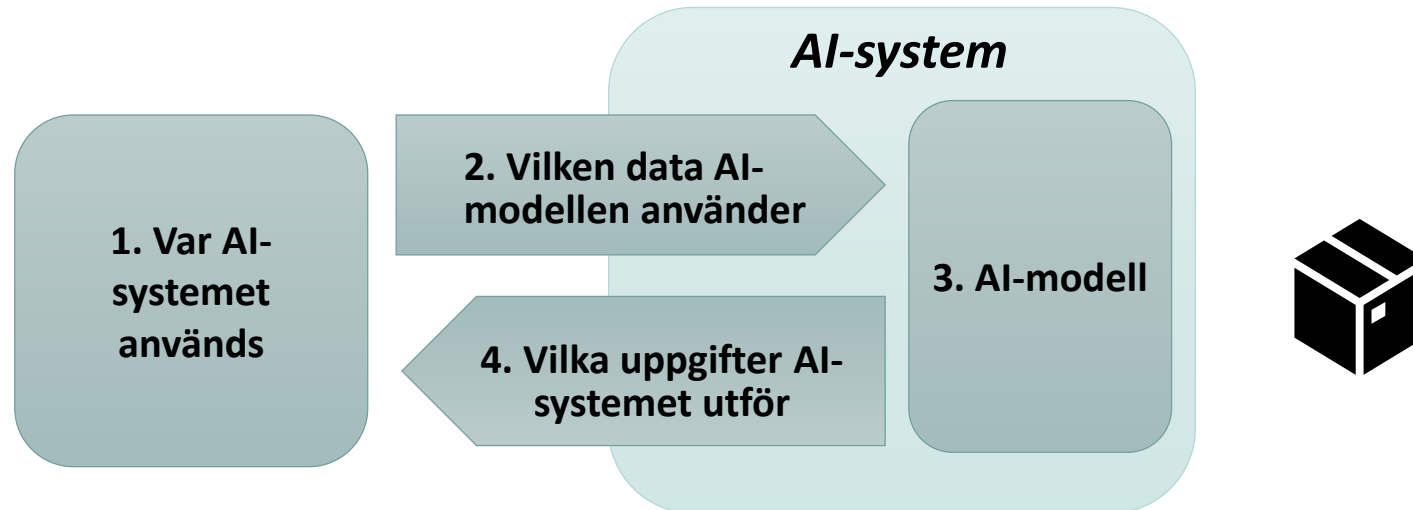 AI-system
1. Var AI-
systemet
används
2. Vilken data AI-
modellen använder
3. AI-modell
4. Vilka uppgifter AI-
systemet utför